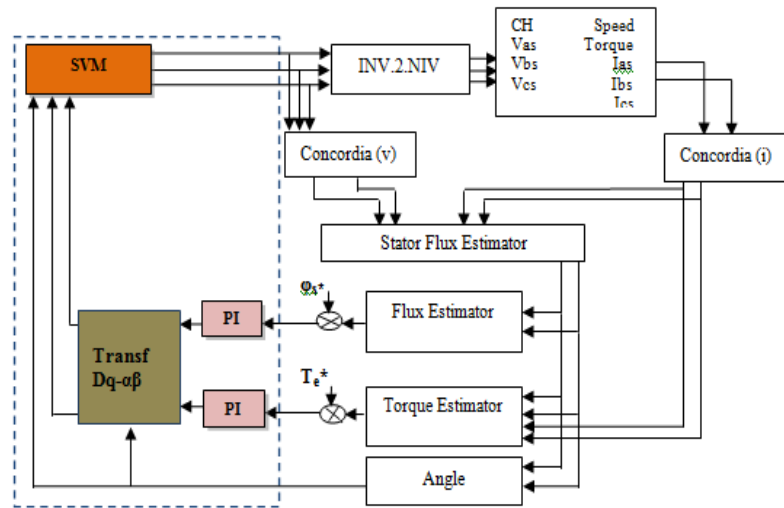 SVM
INV.2.NIV
CH Speed
Vas Torque
Vbs Ias
Vcs Ibs
Ics
Concordia (v)
Concordia (i)
Stator Flux Estimator
φs*
PI
Flux Estimator
Transf
Dq-αβ
Te*
PI
Torque Estimator
Angle